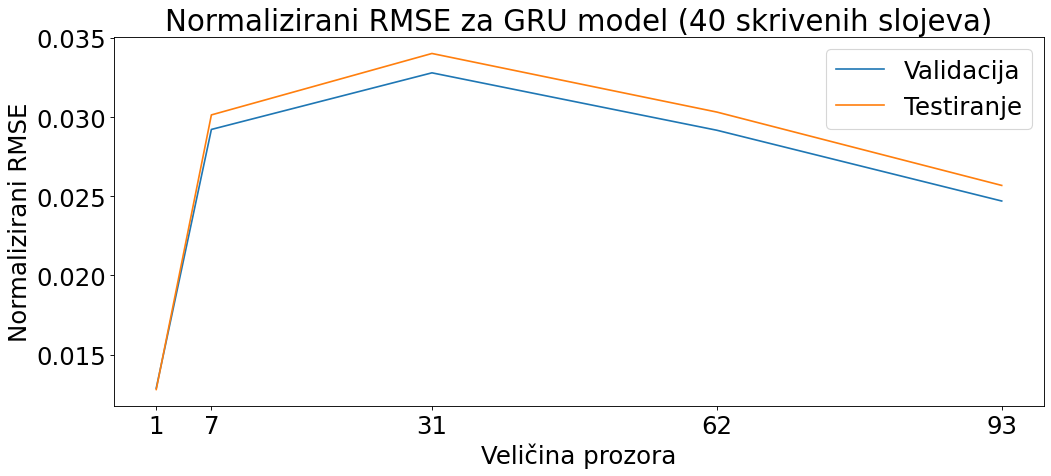 Normalizirani RMSE za GRU model (40 skrivenih slojeva)
Normalizirani RMSE
0.035
0.030
0.025
0.020
0.015
Validacija
Testiranje
1 7 31 62 93
Veličina prozora